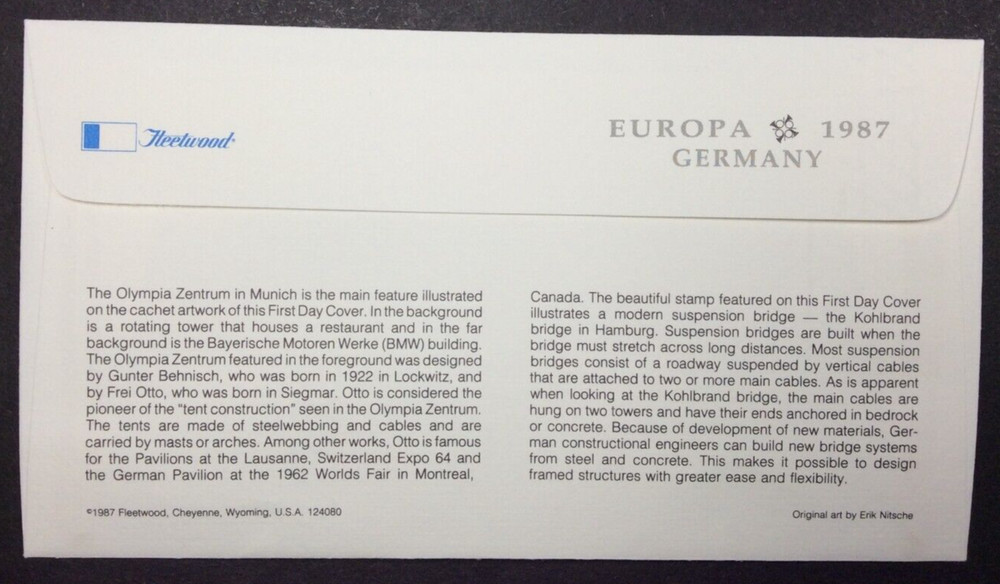 Fleetwood
EUROPA 1987
GERMANY
The Olympia Zentrum in Munich is the main feature illustrated
on the cachet artwork of this First Day Cover. In the background
is a rotating tower that houses a restaurant and in the far
background is the Bayerische Motoren Werke (BMW) building.
The Olympia Zentrum featured in the foreground was designed
by Gunter Behnisch, who was born in 1922 in Lockwitz, and
by Frei Otto, who was born in Siegmar. Otto is considered the
pioneer of the "tent construction" seen in the Olympia Zentrum.
The tents are made of steelwebbing and cables and are
carried by masts or arches. Among other works, Otto is famous
for the Pavilions at the Lausanne, Switzerland Expo 64 and
the German Pavilion at the 1962 Worlds Fair in Montreal,
Canada. The beautiful stamp featured on this First Day Cover
illustrates a modern suspension bridge — the Kohlbrand
bridge in Hamburg. Suspension bridges are built when the
bridge must stretch across long distances. Most suspension
bridges consist of a roadway suspended by vertical cables
that are attached to two or more main cables. As is apparent
when looking at the Kohlbrand bridge, the main cables are
hung on two towers and have their ends anchored in bedrock
or concrete. Because of development of new materials, Ger-
man constructional engineers can build new bridge systems
from steel and concrete. This makes it possible to design
framed structures with greater ease and flexibility.
©1987 Fleetwood, Cheyenne, Wyoming, U.S.A. 124080
Original art by Erik Nitsche